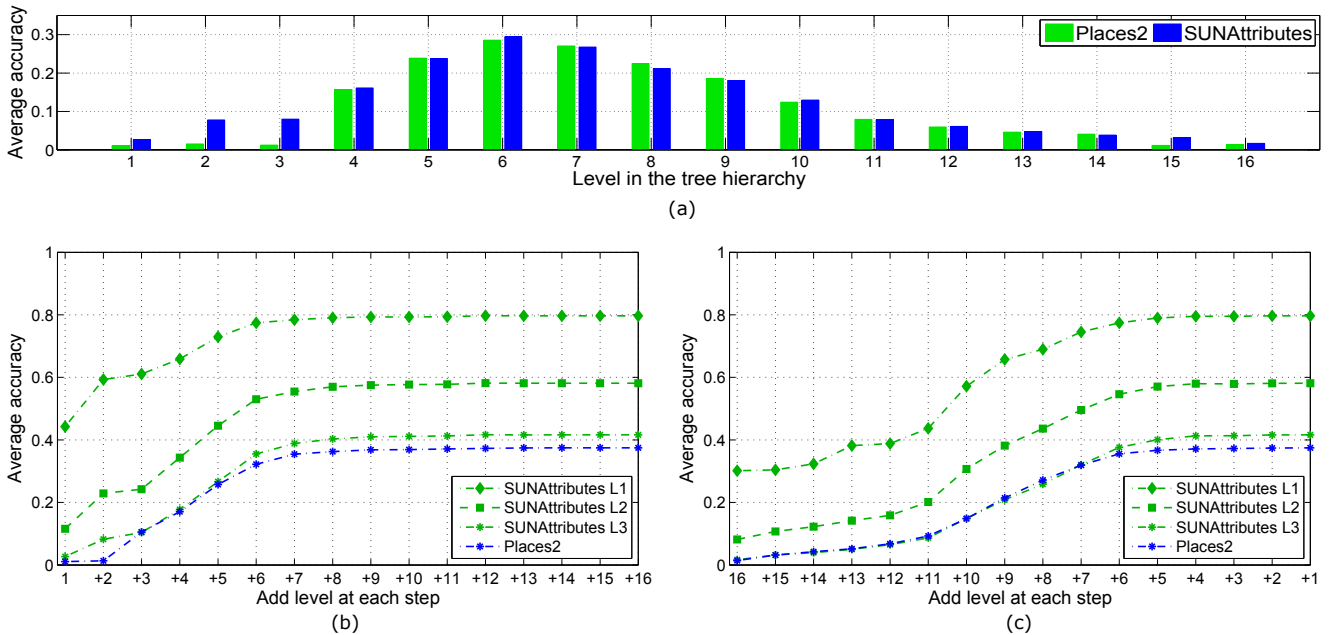 Average accuracy
0.3
0.2
0.1
0
Places2 SUNAttributes
1 2 3 4 5 6 7 8 9 10 11 12 13 14 15 16
Level in the tree hierarchy
(a)
Average accuracy
1
0.8
0.6
0.4
0.2
0
SUNAttributes L1
SUNAttributes L2
SUNAttributes L3
Places2
1 +2 +3 +4 +5 +6 +7 +8 +9 +10 +11 +12 +13 +14 +15 +16
Add level at each step
(b)
Average accuracy
1
0.8
0.6
0.4
0.2
0
SUNAttributes L1
SUNAttributes L2
SUNAttributes L3
Places2
16 +15 +14 +13 +12 +11 +10 +9 +8 +7 +6 +5 +4 +3 +2 +1
Add level at each step
(c)